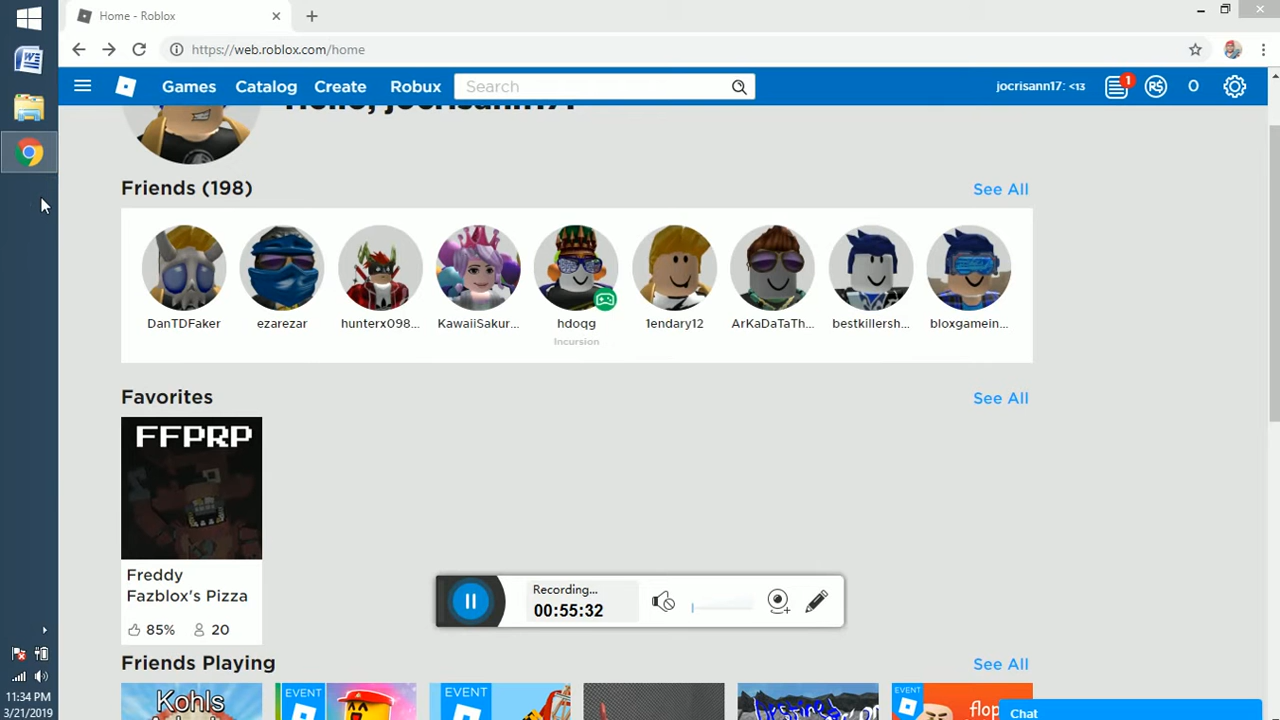 Home - Roblox
https://web.roblox.com/home
Games Catalog Create Robux Search jocrisann17: <13 1 R$ 0
Hello, jocrisann17!
Friends (198) See All
DanTDFaker ezarezar hunterx098... KawaiiSakur... hdoqg 1endary12 ArKaDaTaTh... bestkillersh... bloxgamein...
Incursion
Favorites See All
FFPRP
Freddy
Fazblox's Pizza
85% 20
Recording...
00:55:32
Friends Playing See All
Kohls
EVENT
EVENT
EVENT
flop
Chat
11:34 PM
3/21/2019